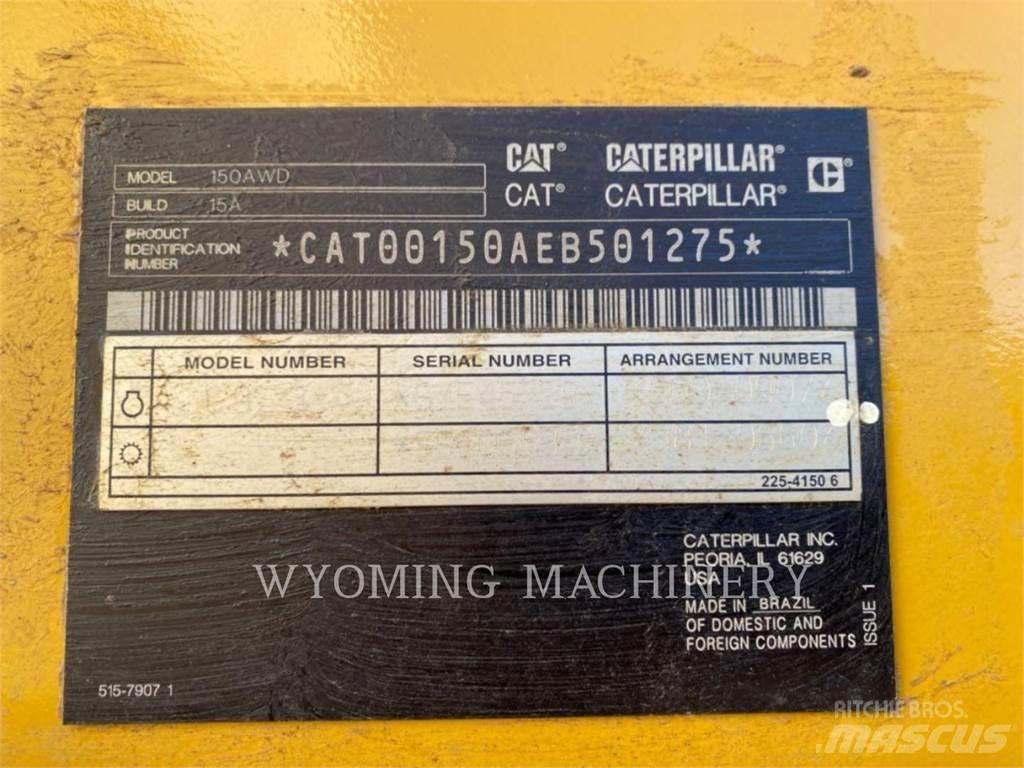 CAT® CATERPILLAR®
CAT® CATERPILLAR®
MODEL 150AWD
BUILD 15A
PRODUCT
IDENTIFICATION
NUMBER
*CAT00150AEB501275*
MODEL NUMBER SERIAL NUMBER ARRANGEMENT NUMBER
225-4150 6
CATERPILLAR INC.
PEORIA, IL 61629
USA
MADE IN BRAZIL
OF DOMESTIC AND
FOREIGN COMPONENTS
ISSUE 1
515-7907 1
WYOMING MACHINERY
RITCHIE BROS.
MASCUS